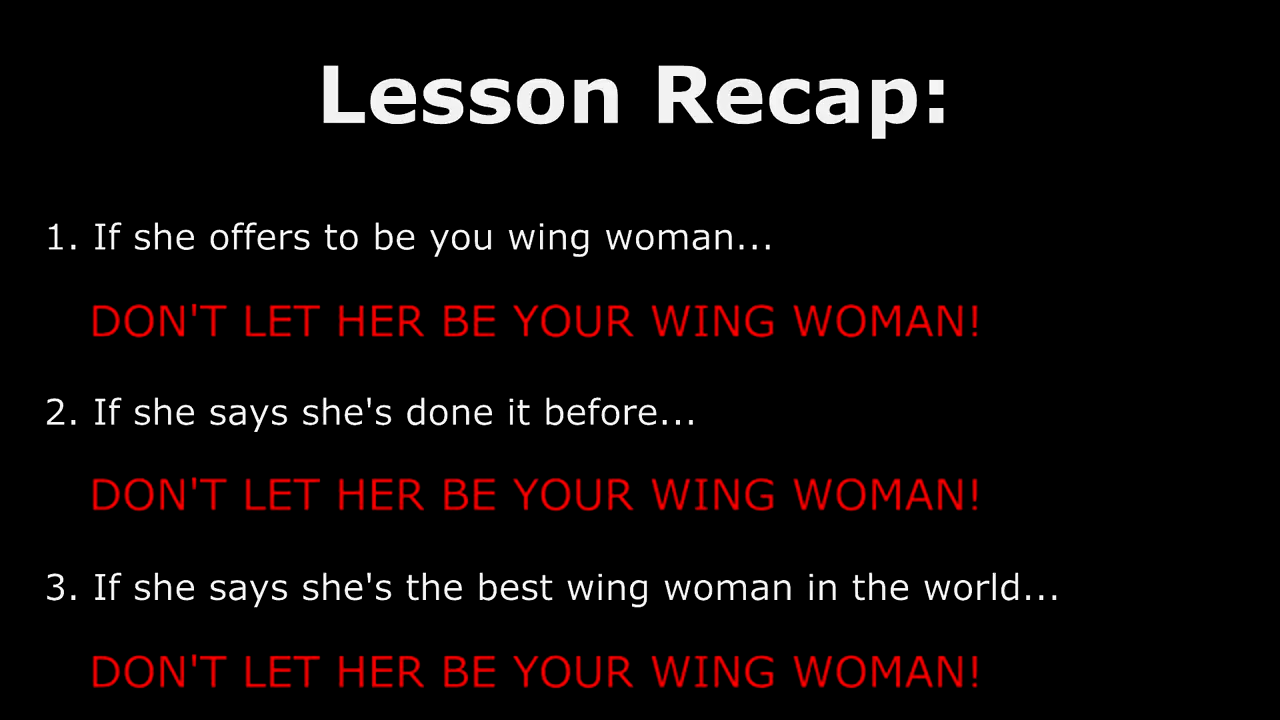 Lesson Recap:
1. If she offers to be you wing woman...
DON'T LET HER BE YOUR WING WOMAN!
2. If she says she's done it before...
DON'T LET HER BE YOUR WING WOMAN!
3. If she says she's the best wing woman in the world...
DON'T LET HER BE YOUR WING WOMAN!